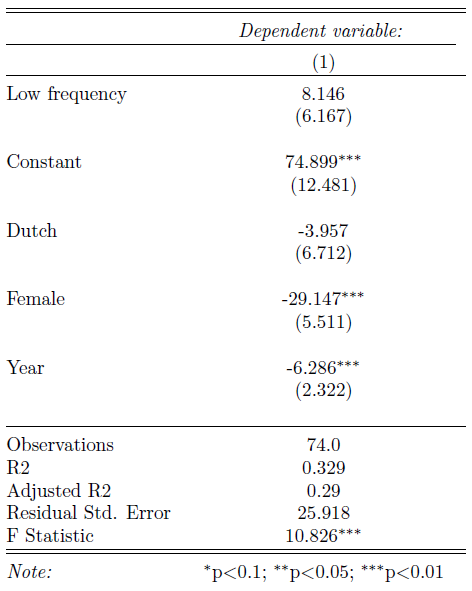 Dependent variable:
(1)
Low frequency 8.146
(6.167)
Constant 74.899***
(12.481)
Dutch -3.957
(6.712)
Female -29.147***
(5.511)
Year -6.286***
(2.322)
Observations 74.0
R2 0.329
Adjusted R2 0.29
Residual Std. Error 25.918
F Statistic 10.826***
Note: *p<0.1; **p<0.05; ***p<0.01